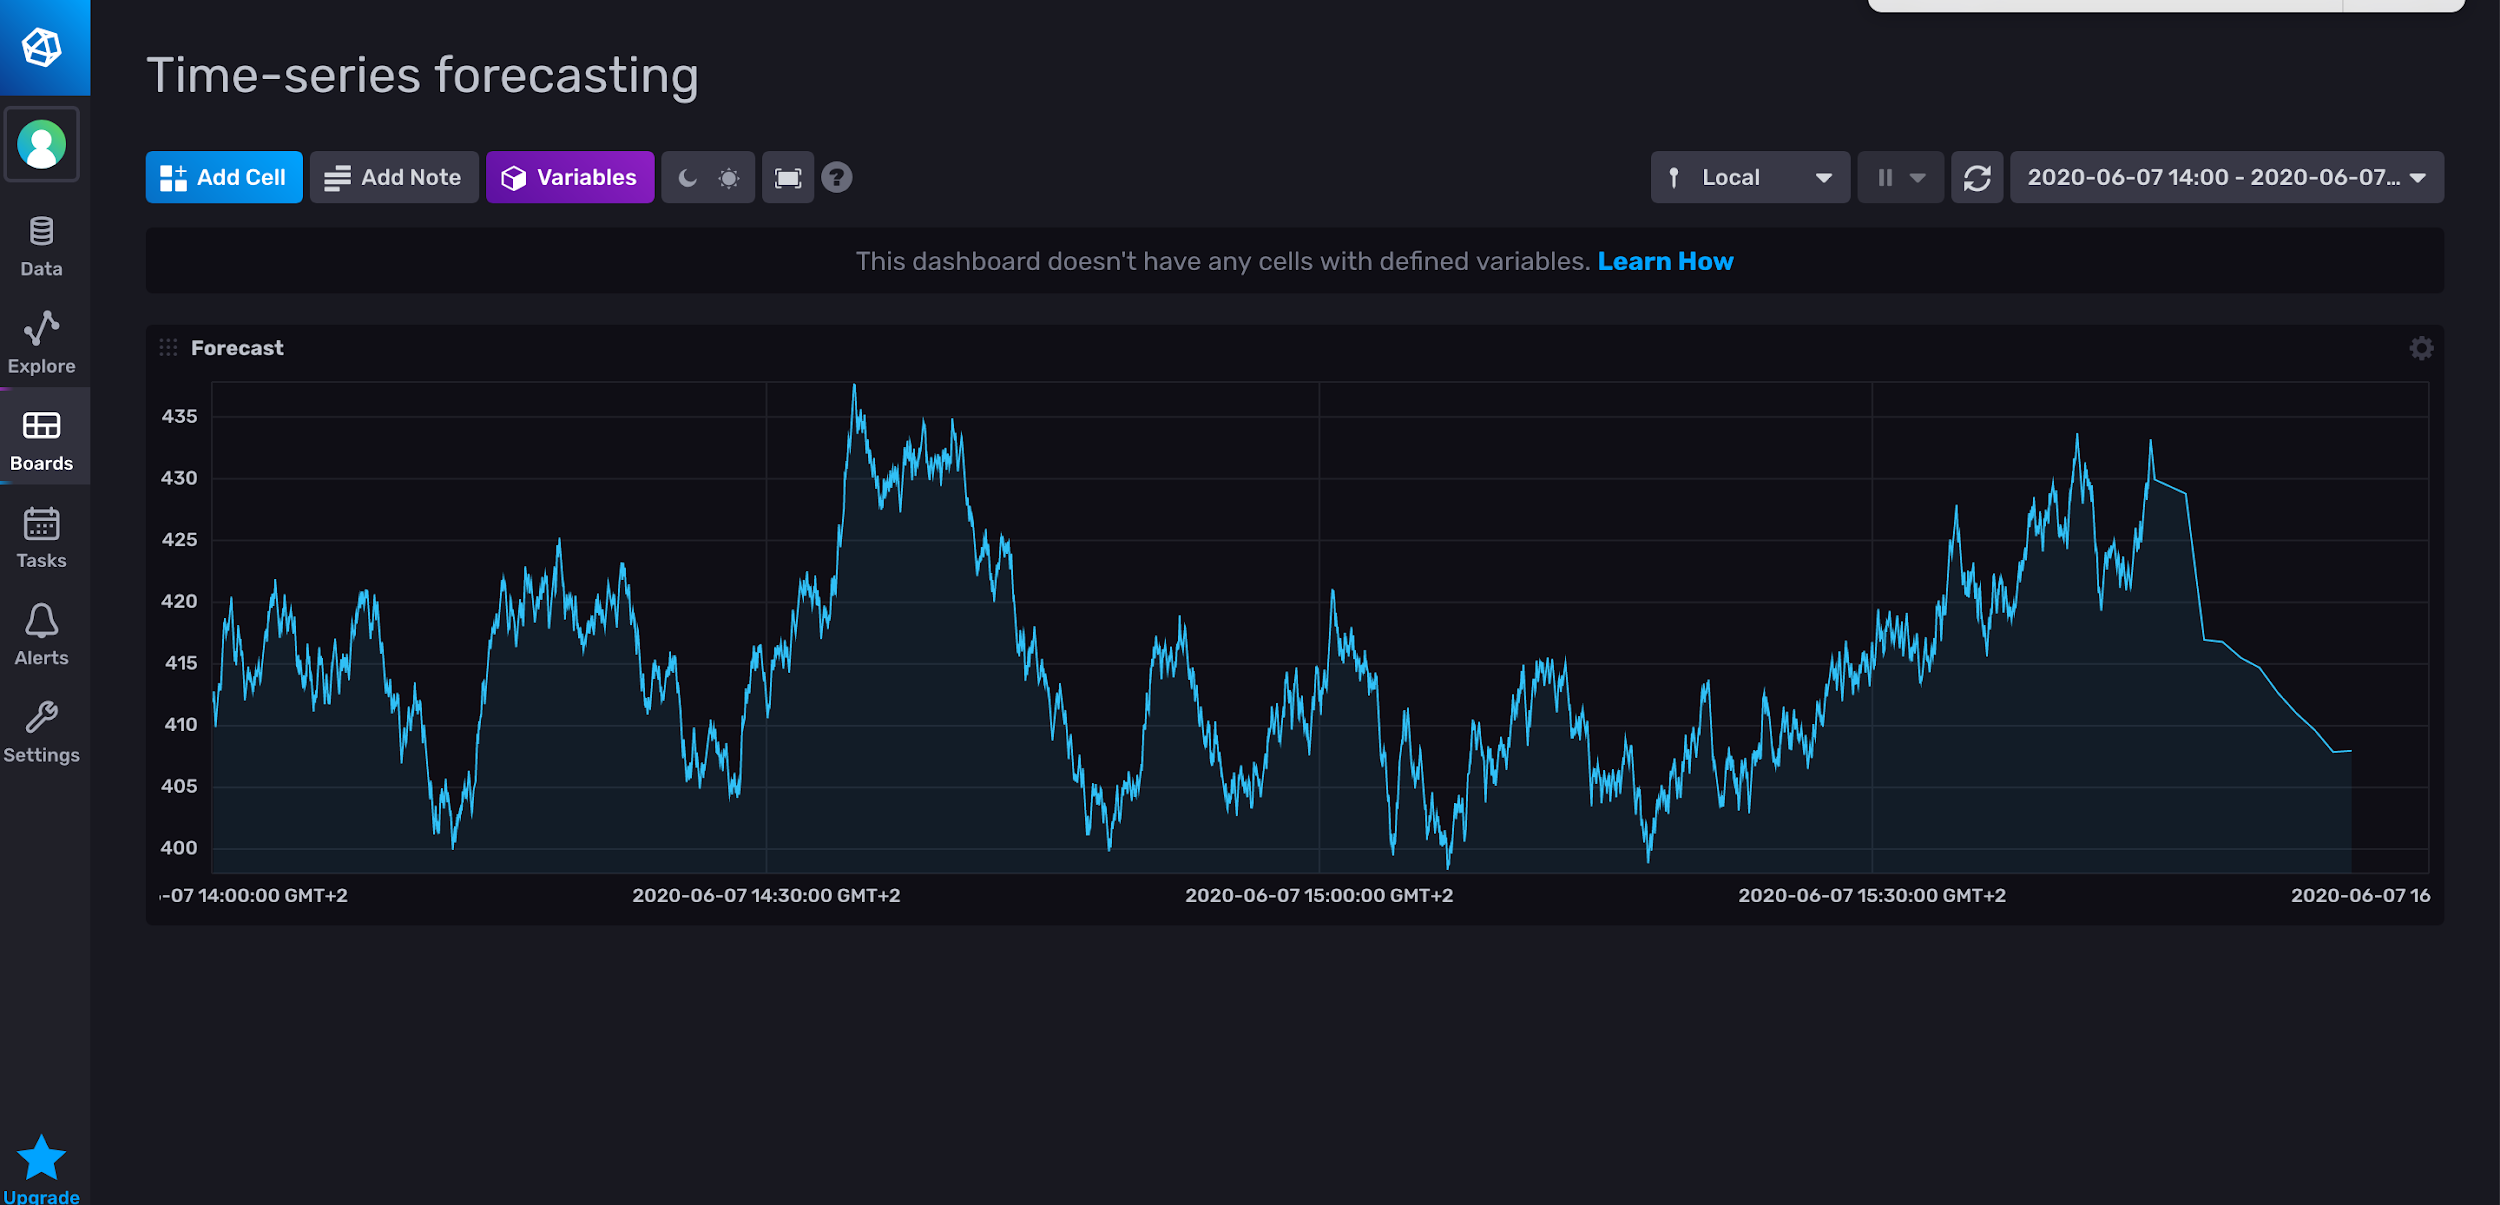 Time-series forecasting
Add Cell
Add Note
Variables
?
Local
2020-06-07 14:00 - 2020-06-07...
This dashboard doesn't have any cells with defined variables. Learn How
Data
Explore
Boards
Tasks
Alerts
Settings
Upgrade
Forecast
435
430
425
420
415
410
405
400
-07 14:00:00 GMT+2
2020-06-07 14:30:00 GMT+2
2020-06-07 15:00:00 GMT+2
2020-06-07 15:30:00 GMT+2
2020-06-07 16